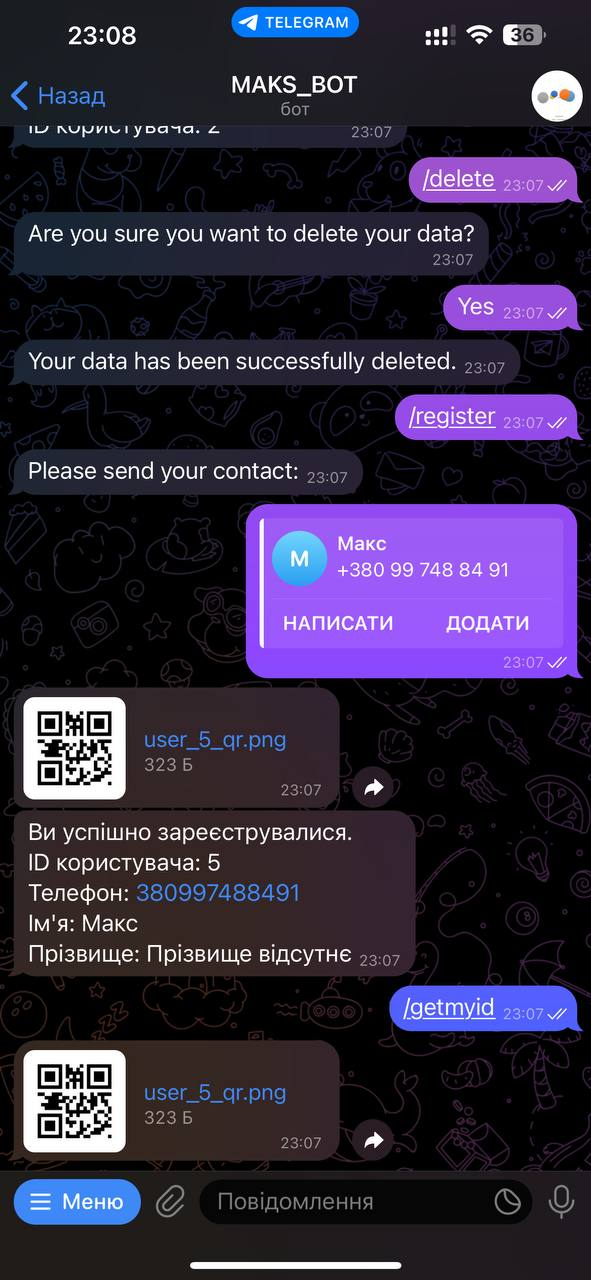 23:08
TELEGRAM
36
Назад
MAKS_BOT
бот
ID користувача: 2
23:07
/delete 23:07
Are you sure you want to delete your data?
23:07
Yes 23:07
Your data has been successfully deleted. 23:07
/register 23:07
Please send your contact: 23:07
М
Макс
+380 99 748 84 91
НАПИСАТИ ДОДАТИ
23:07
user_5_qr.png
323 Б
23:07
Ви успішно зареєструвалися.
ID користувача: 5
Телефон: 380997488491
Ім'я: Макс
Прізвище: Прізвище відсутнє 23:07
/getmyid 23:07
user_5_qr.png
323 Б
23:07
Меню
Повідомлення